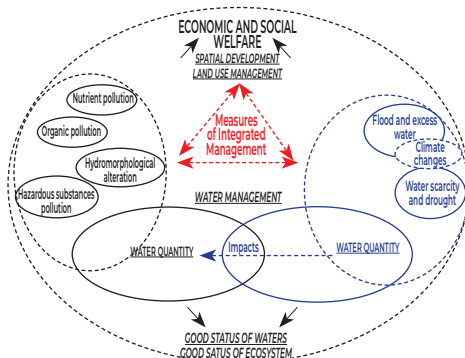 ECONOMIC AND SOCIAL
WELFARE
SPATIAL DEVELOPMENT
LAND USE MANAGEMENT
Nutrient pollution
Organic pollution
Hydromorphological
alteration
Hazardous substances
pollution
Measures
of Integrated
Management
Flood and excess
water
Climate
changes
Water scarcity
and drought
WATER MANAGEMENT
WATER QUANTITY
Impacts
WATER QUANTITY
GOOD STATUS OF WATERS
GOOD SATUS OF ECOSYSTEM